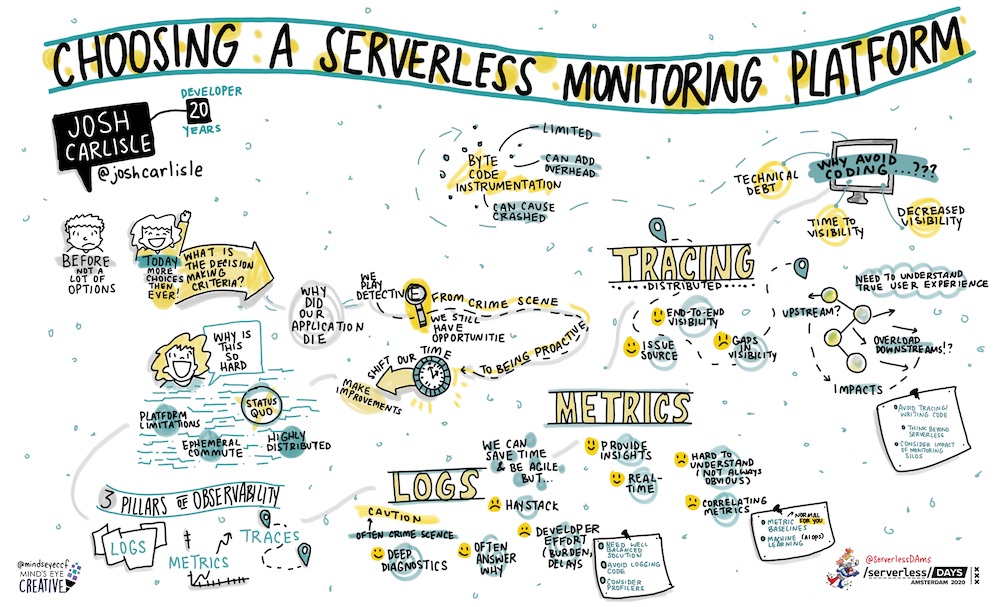 CHOOSING A SERVERLESS MONITORING PLATFORM
JOSH
CARLISLE
DEVELOPER
20
YEARS
@joshcarlisle
BEFORE
NOT A
LOT OF
OPTIONS
TODAY
MORE
CHOICES
THEN
EVER!
WHAT IS
THE DECISION
MAKING
CRITERIA?
WHY IS
THIS
SO
HARD
STATUS
QUO
PLATFORM
LIMITATIONS
EPHEMERAL
COMMUTE
HIGHLY
DISTRIBUTED
3 PILLARS OF OBSERVABILITY
LOGS
METRICS
TRACES
@mindseyeccf
MIND'S EYE
CREATIVE
BYTE
CODE
INSTRUMENTATION
LIMITED
CAN ADD
OVERHEAD
CAN CAUSE
CRASHED
WHY
DID
OUR
APPLICATION
DIE
WE
PLAY
DETECTIVE
FROM CRIME SCENE
WE STILL
HAVE
OPPORTUNITIE
TO BEING PROACTIVE
SHIFT OUR TIME
MAKE
IMPROVEMENTS
WHY AVOID
CODING...???
TECHNICAL
DEBT
TIME TO
VISIBILITY
DECREASED
VISIBILITY
TRACING
DISTRIBUTED
END-TO-END
VISIBILITY
ISSUE
SOURCE
GAPS
IN
VISIBILITY
NEED TO UNDERSTAND
TRUE USER EXPERIENCE
UPSTREAM?
OVERLOAD
DOWNSTREAMS!?
IMPACTS
AVOID TRACING/
WRITING CODE
THINK BEYOND
SERVERLESS
CONSIDER IMPACT
OF MONITORING
SILOS
METRICS
PROVIDE
INSIGHTS
REAL-
TIME
HARD TO
UNDERSTAND
(NOT ALWAYS
OBVIOUS)
CORRELATING
METRICS
NORMAL
FOR YOU
METRIC
BASELINES
MACHINE (AI OPS)
LEARNING
LOGS
WE CAN
SAVE TIME
& BE AGILE
BUT...
CAUTION
OFTEN CRIME SCENCE
DEEP
DIAGNOSTICS
OFTEN
ANSWER
WHY
HAYSTACK
DEVELOPER
EFFORT
(BURDEN,
DELAYS
NEED WELL
BALANCED
SOLUTION
AVOID LOGGING
CODE
CONSIDER
PROFILERS
@ServerlessDAms
/serverless/ DAYS
AMSTERDAM 2020